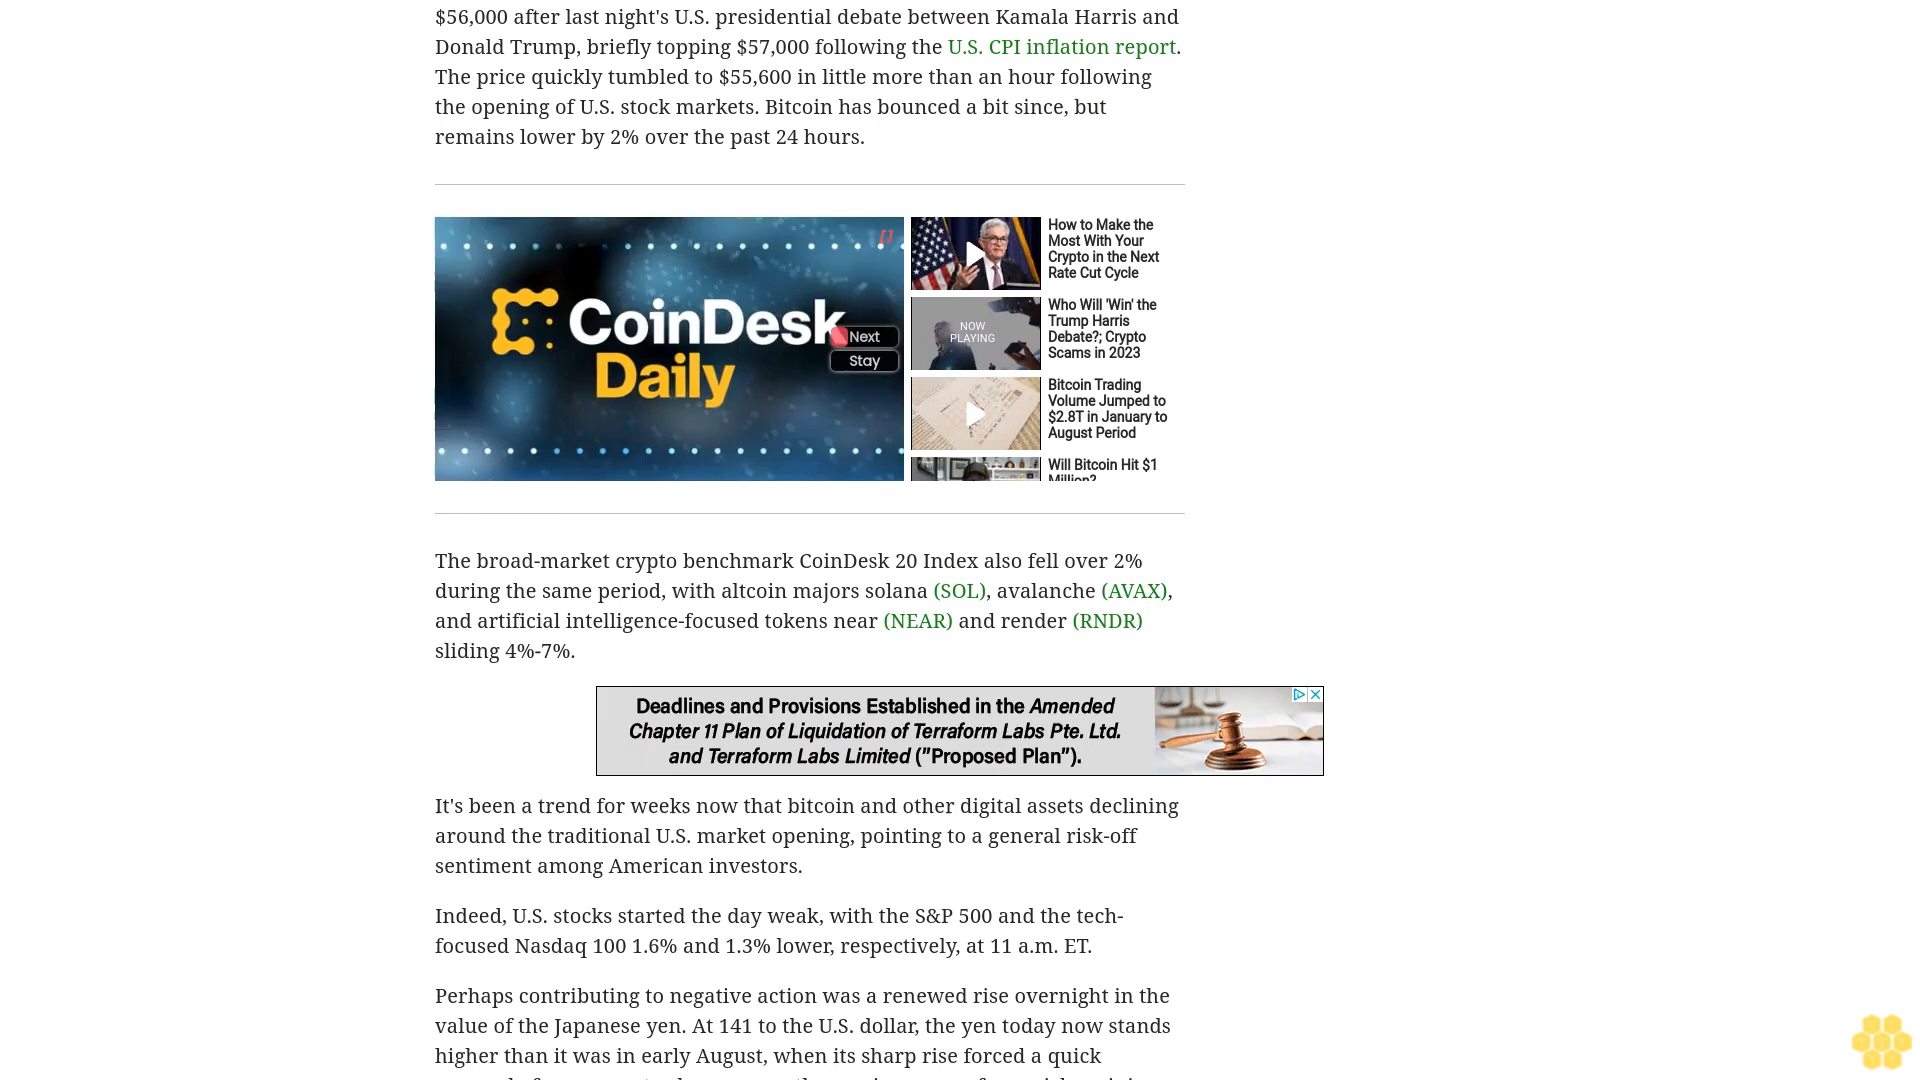 $56,000 after last night's U.S. presidential debate between Kamala Harris and
Donald Trump, briefly topping $57,000 following the U.S. CPI inflation report.
The price quickly tumbled to $55,600 in little more than an hour following
the opening of U.S. stock markets. Bitcoin has bounced a bit since, but
remains lower by 2% over the past 24 hours.
CoinDesk
Daily
Next
Stay
How to Make the
Most With Your
Crypto in the Next
Rate Cut Cycle
NOW
PLAYING
Who Will 'Win' the
Trump Harris
Debate?; Crypto
Scams in 2023
Bitcoin Trading
Volume Jumped to
$2.8T in January to
August Period
Will Bitcoin Hit $1
Million?
The broad-market crypto benchmark CoinDesk 20 Index also fell over 2%
during the same period, with altcoin majors solana (SOL), avalanche (AVAX),
and artificial intelligence-focused tokens near (NEAR) and render (RNDR)
sliding 4%-7%.
Deadlines and Provisions Established in the Amended
Chapter 11 Plan of Liquidation of Terraform Labs Pte. Ltd.
and Terraform Labs Limited ("Proposed Plan").
It's been a trend for weeks now that bitcoin and other digital assets declining
around the traditional U.S. market opening, pointing to a general risk-off
sentiment among American investors.
Indeed, U.S. stocks started the day weak, with the S&P 500 and the tech-
focused Nasdaq 100 1.6% and 1.3% lower, respectively, at 11 a.m. ET.
Perhaps contributing to negative action was a renewed rise overnight in the
value of the Japanese yen. At 141 to the U.S. dollar, the yen today now stands
higher than it was in early August, when its sharp rise forced a quick